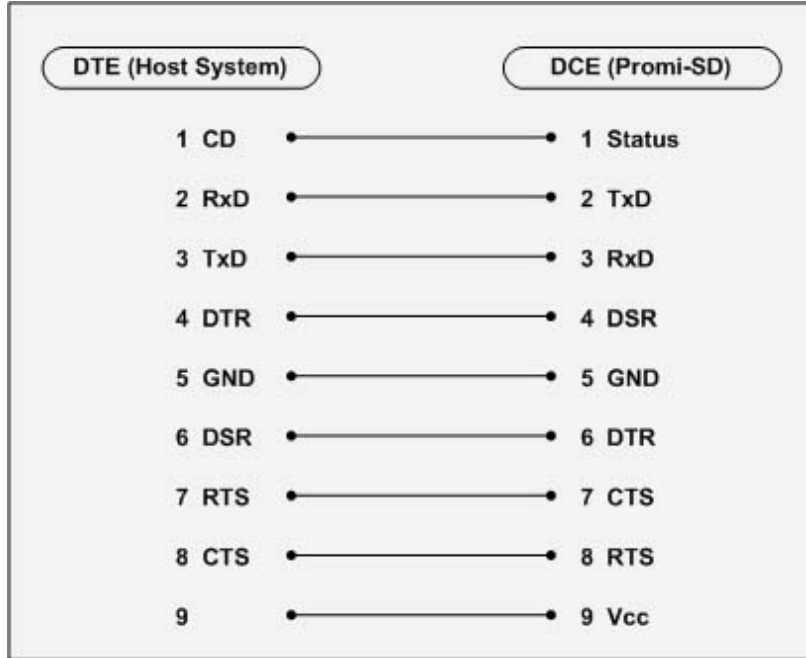 DTE (Host System) DCE (Promi-SD)
1 CD 1 Status
2 RxD 2 TxD
3 TxD 3 RxD
4 DTR 4 DSR
5 GND 5 GND
6 DSR 6 DTR
7 RTS 7 CTS
8 CTS 8 RTS
9 9 Vcc